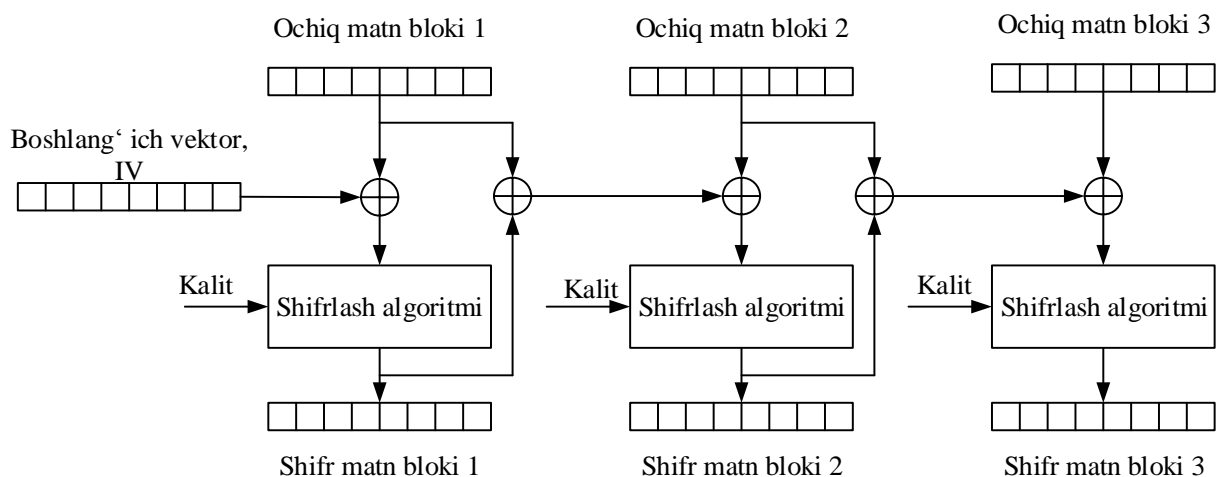 Ochiq matn bloki 1
Ochiq matn bloki 2
Ochiq matn bloki 3
Boshlang‘ ich vektor,
IV
Kalit
Shifrlash algoritmi
Kalit
Shifrlash algoritmi
Kalit
Shifrlash algoritmi
Shifr matn bloki 1
Shifr matn bloki 2
Shifr matn bloki 3